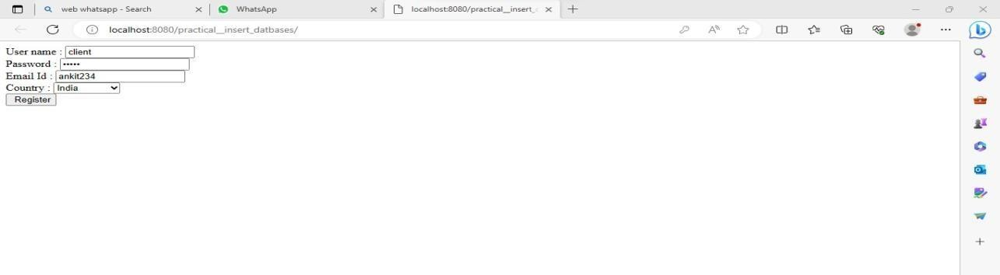 web whatsapp - Search
WhatsApp
localhost:8080/practical__insert_
localhost:8080/practical__insert_datbases/
User name : client
Password : •••••
Email Id : ankit234
Country : India
Register